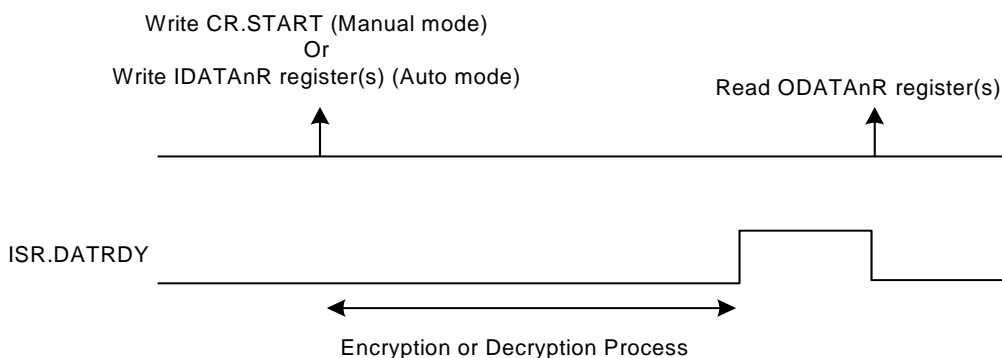 Write CR.START (Manual mode)
Or
Write IDATAnR register(s) (Auto mode)
Read ODATAnR register(s)
ISR.DATRDY
Encryption or Decryption Process